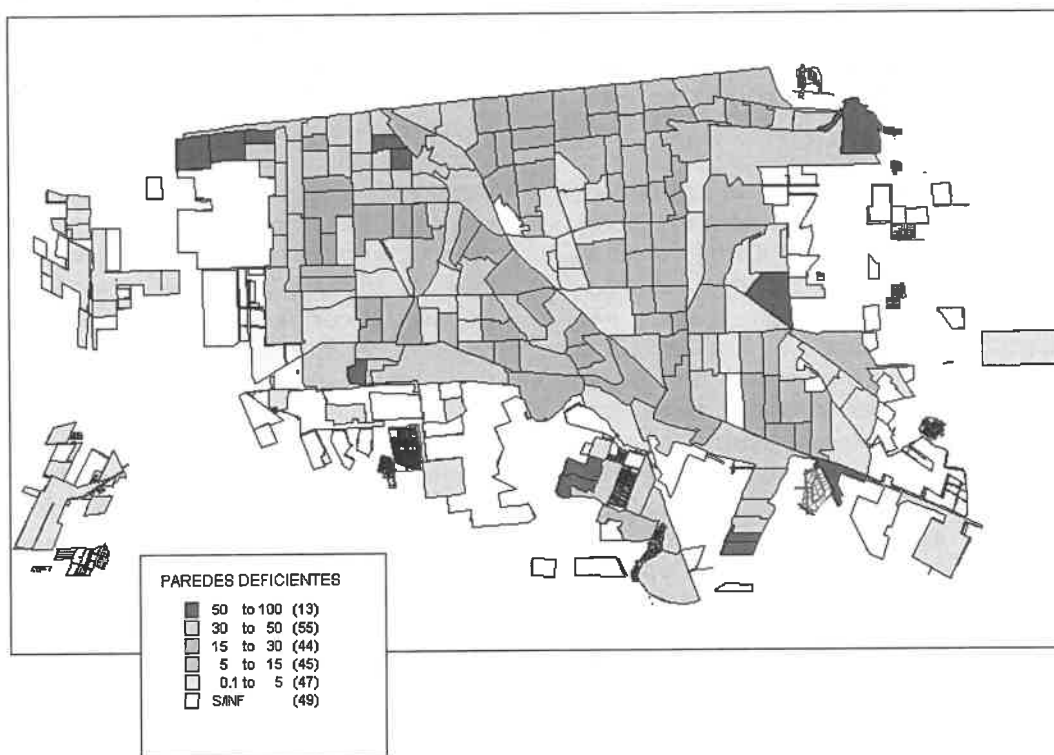 PAREDES DEFICIENTES
50 to 100 (13)
30 to 50 (55)
15 to 30 (44)
5 to 15 (45)
0.1 to 5 (47)
S/INF (49)